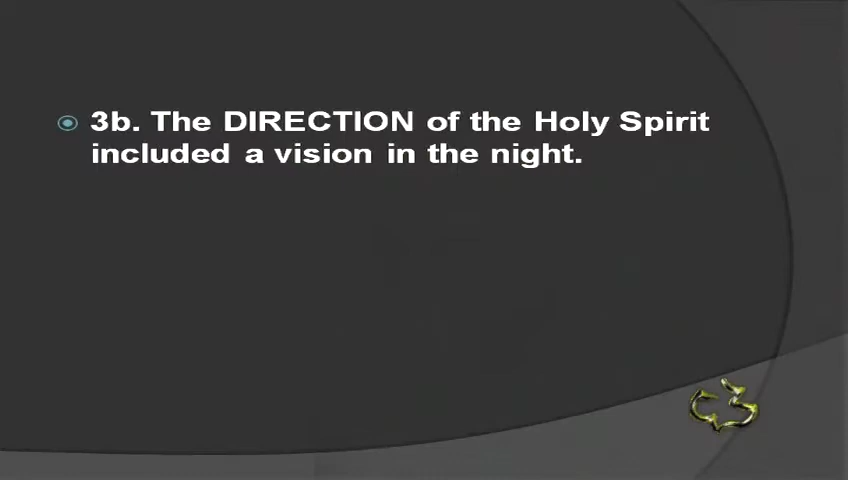 3b. The DIRECTION of the Holy Spirit
included a vision in the night.